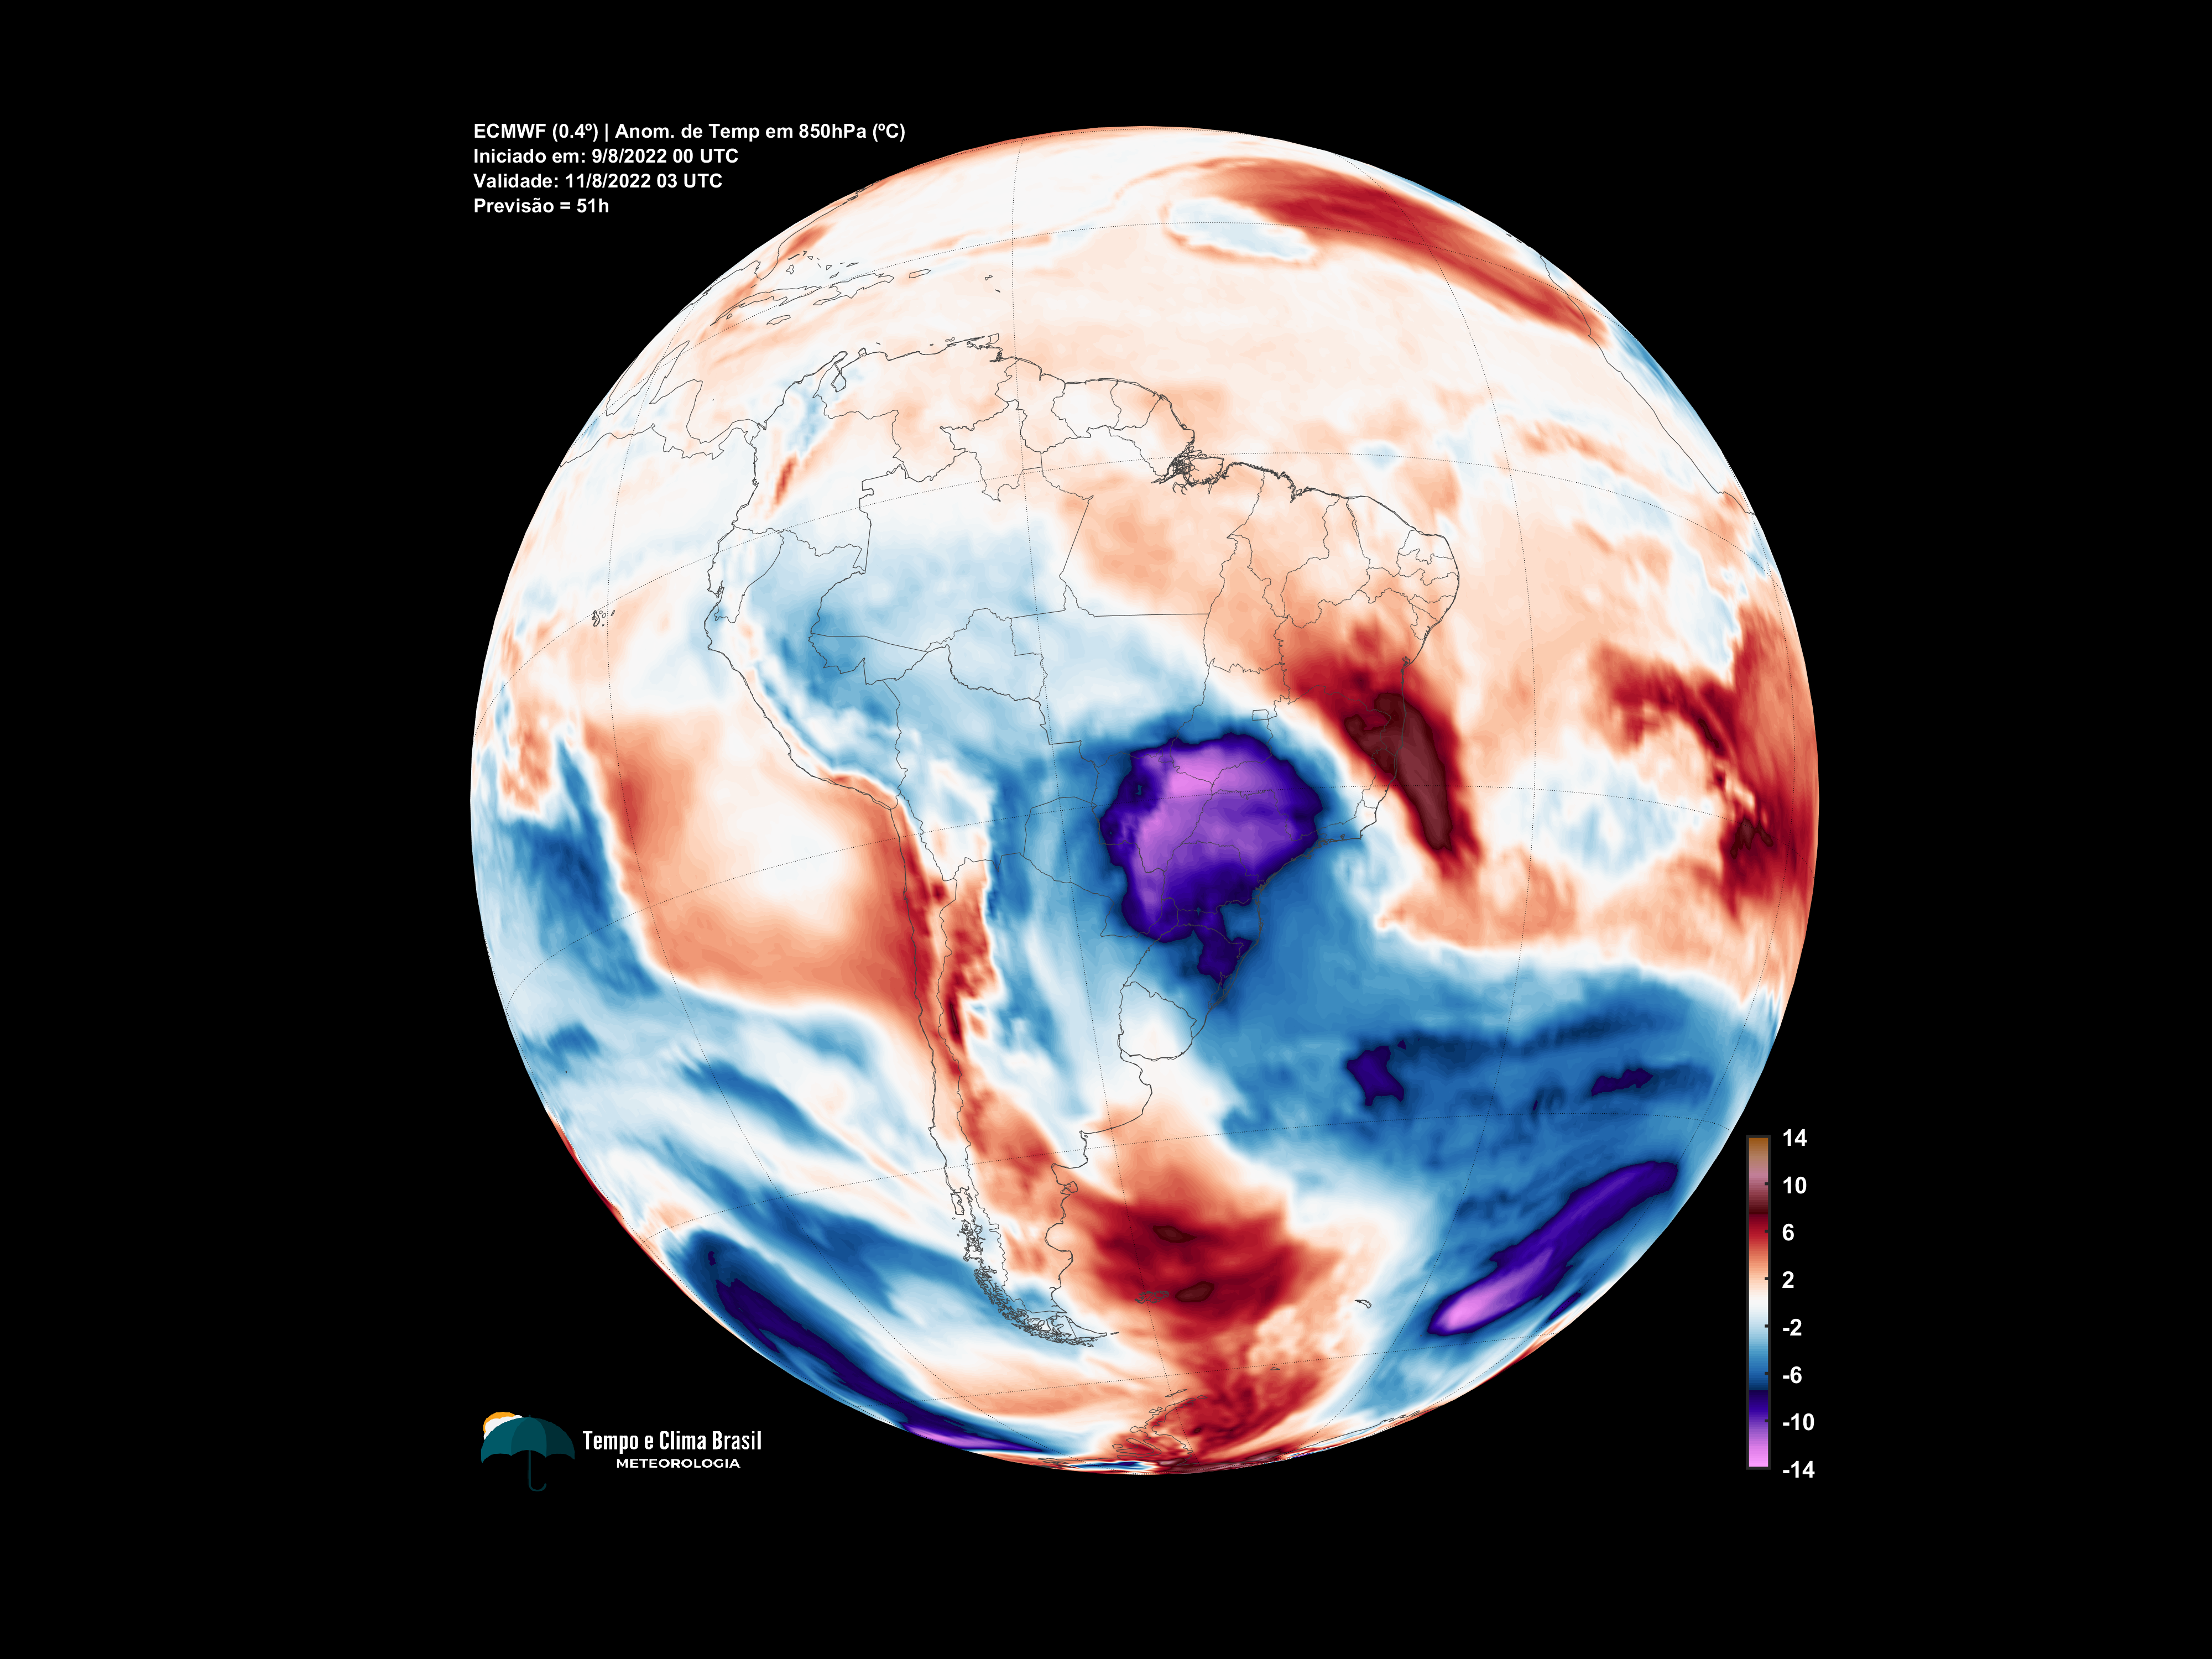 ECMWF (0.4º) | Anom. de Temp em 850hPa (ºC)
Iniciado em: 9/8/2022 00 UTC
Validade: 11/8/2022 03 UTC
Previsão = 51h
14
10
6
2
-2
-6
-10
-14
Tempo e Clima Brasil
METEOROLOGIA